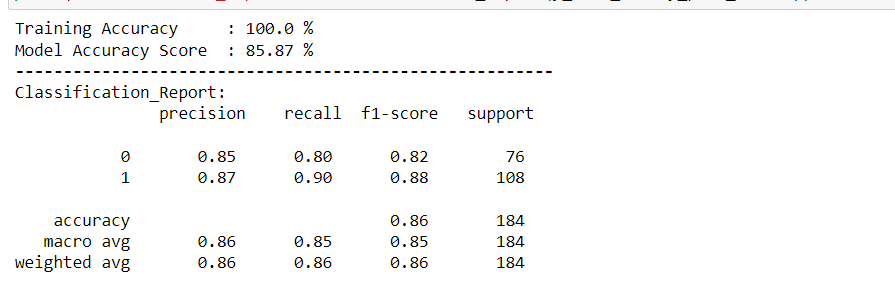 Training Accuracy     : 100.0 %
Model Accuracy Score  : 85.87 %
--------------------------------------------------------
Classification_Report:
               precision    recall  f1-score   support

           0       0.85      0.80      0.82        76
           1       0.87      0.90      0.88       108

    accuracy                           0.86       184
   macro avg       0.86      0.85      0.85       184
weighted avg       0.86      0.86      0.86       184